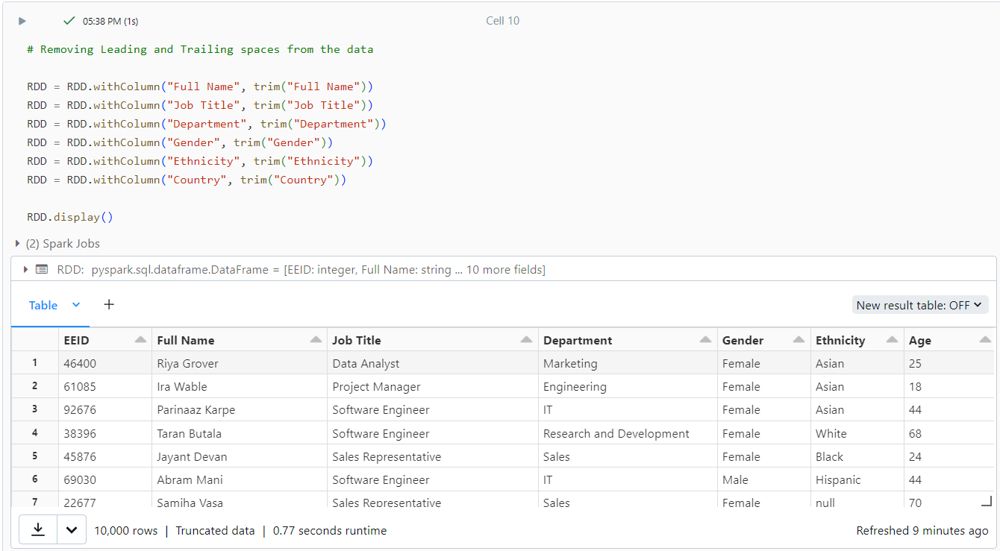 05:38 PM (1s) Cell 10
# Removing Leading and Trailing spaces from the data
RDD = RDD.withColumn("Full Name", trim("Full Name"))
RDD = RDD.withColumn("Job Title", trim("Job Title"))
RDD = RDD.withColumn("Department", trim("Department"))
RDD = RDD.withColumn("Gender", trim("Gender"))
RDD = RDD.withColumn("Ethnicity", trim("Ethnicity"))
RDD = RDD.withColumn("Country", trim("Country"))
RDD.display()
(2) Spark Jobs
RDD: pyspark.sql.dataframe.DataFrame = [EEID: integer, Full Name: string ... 10 more fields]
Table + New result table: OFF
EEID Full Name Job Title Department Gender Ethnicity Age
1 46400 Riya Grover Data Analyst Marketing Female Asian 25
2 61085 Ira Wable Project Manager Engineering Female Asian 18
3 92676 Parinaaz Karpe Software Engineer IT Female Asian 44
4 38396 Taran Butala Software Engineer Research and Development Female White 68
5 45876 Jayant Devan Sales Representative Sales Female Black 24
6 69030 Abram Mani Software Engineer IT Male Hispanic 44
7 22677 Samiha Vasa Sales Representative Sales Female null 70
10,000 rows | Truncated data | 0.77 seconds runtime Refreshed 9 minutes ago